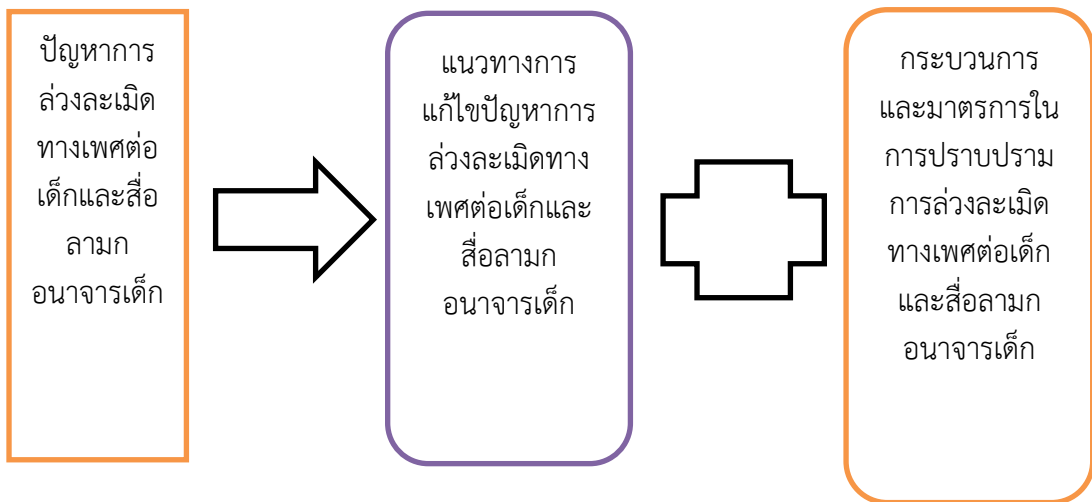 ปัญหาการ
ล่วงละเมิด
ทางเพศต่อ
เด็กและสื่อ
ลามก
อนาจารเด็ก
แนวทางการ
แก้ไขปัญหาการ
ล่วงละเมิดทาง
เพศต่อเด็กและ
สื่อลามก
อนาจารเด็ก
กระบวนการ
และมาตรการใน
การปราบปราม
การล่วงละเมิด
ทางเพศต่อเด็ก
และสื่อลามก
อนาจารเด็ก